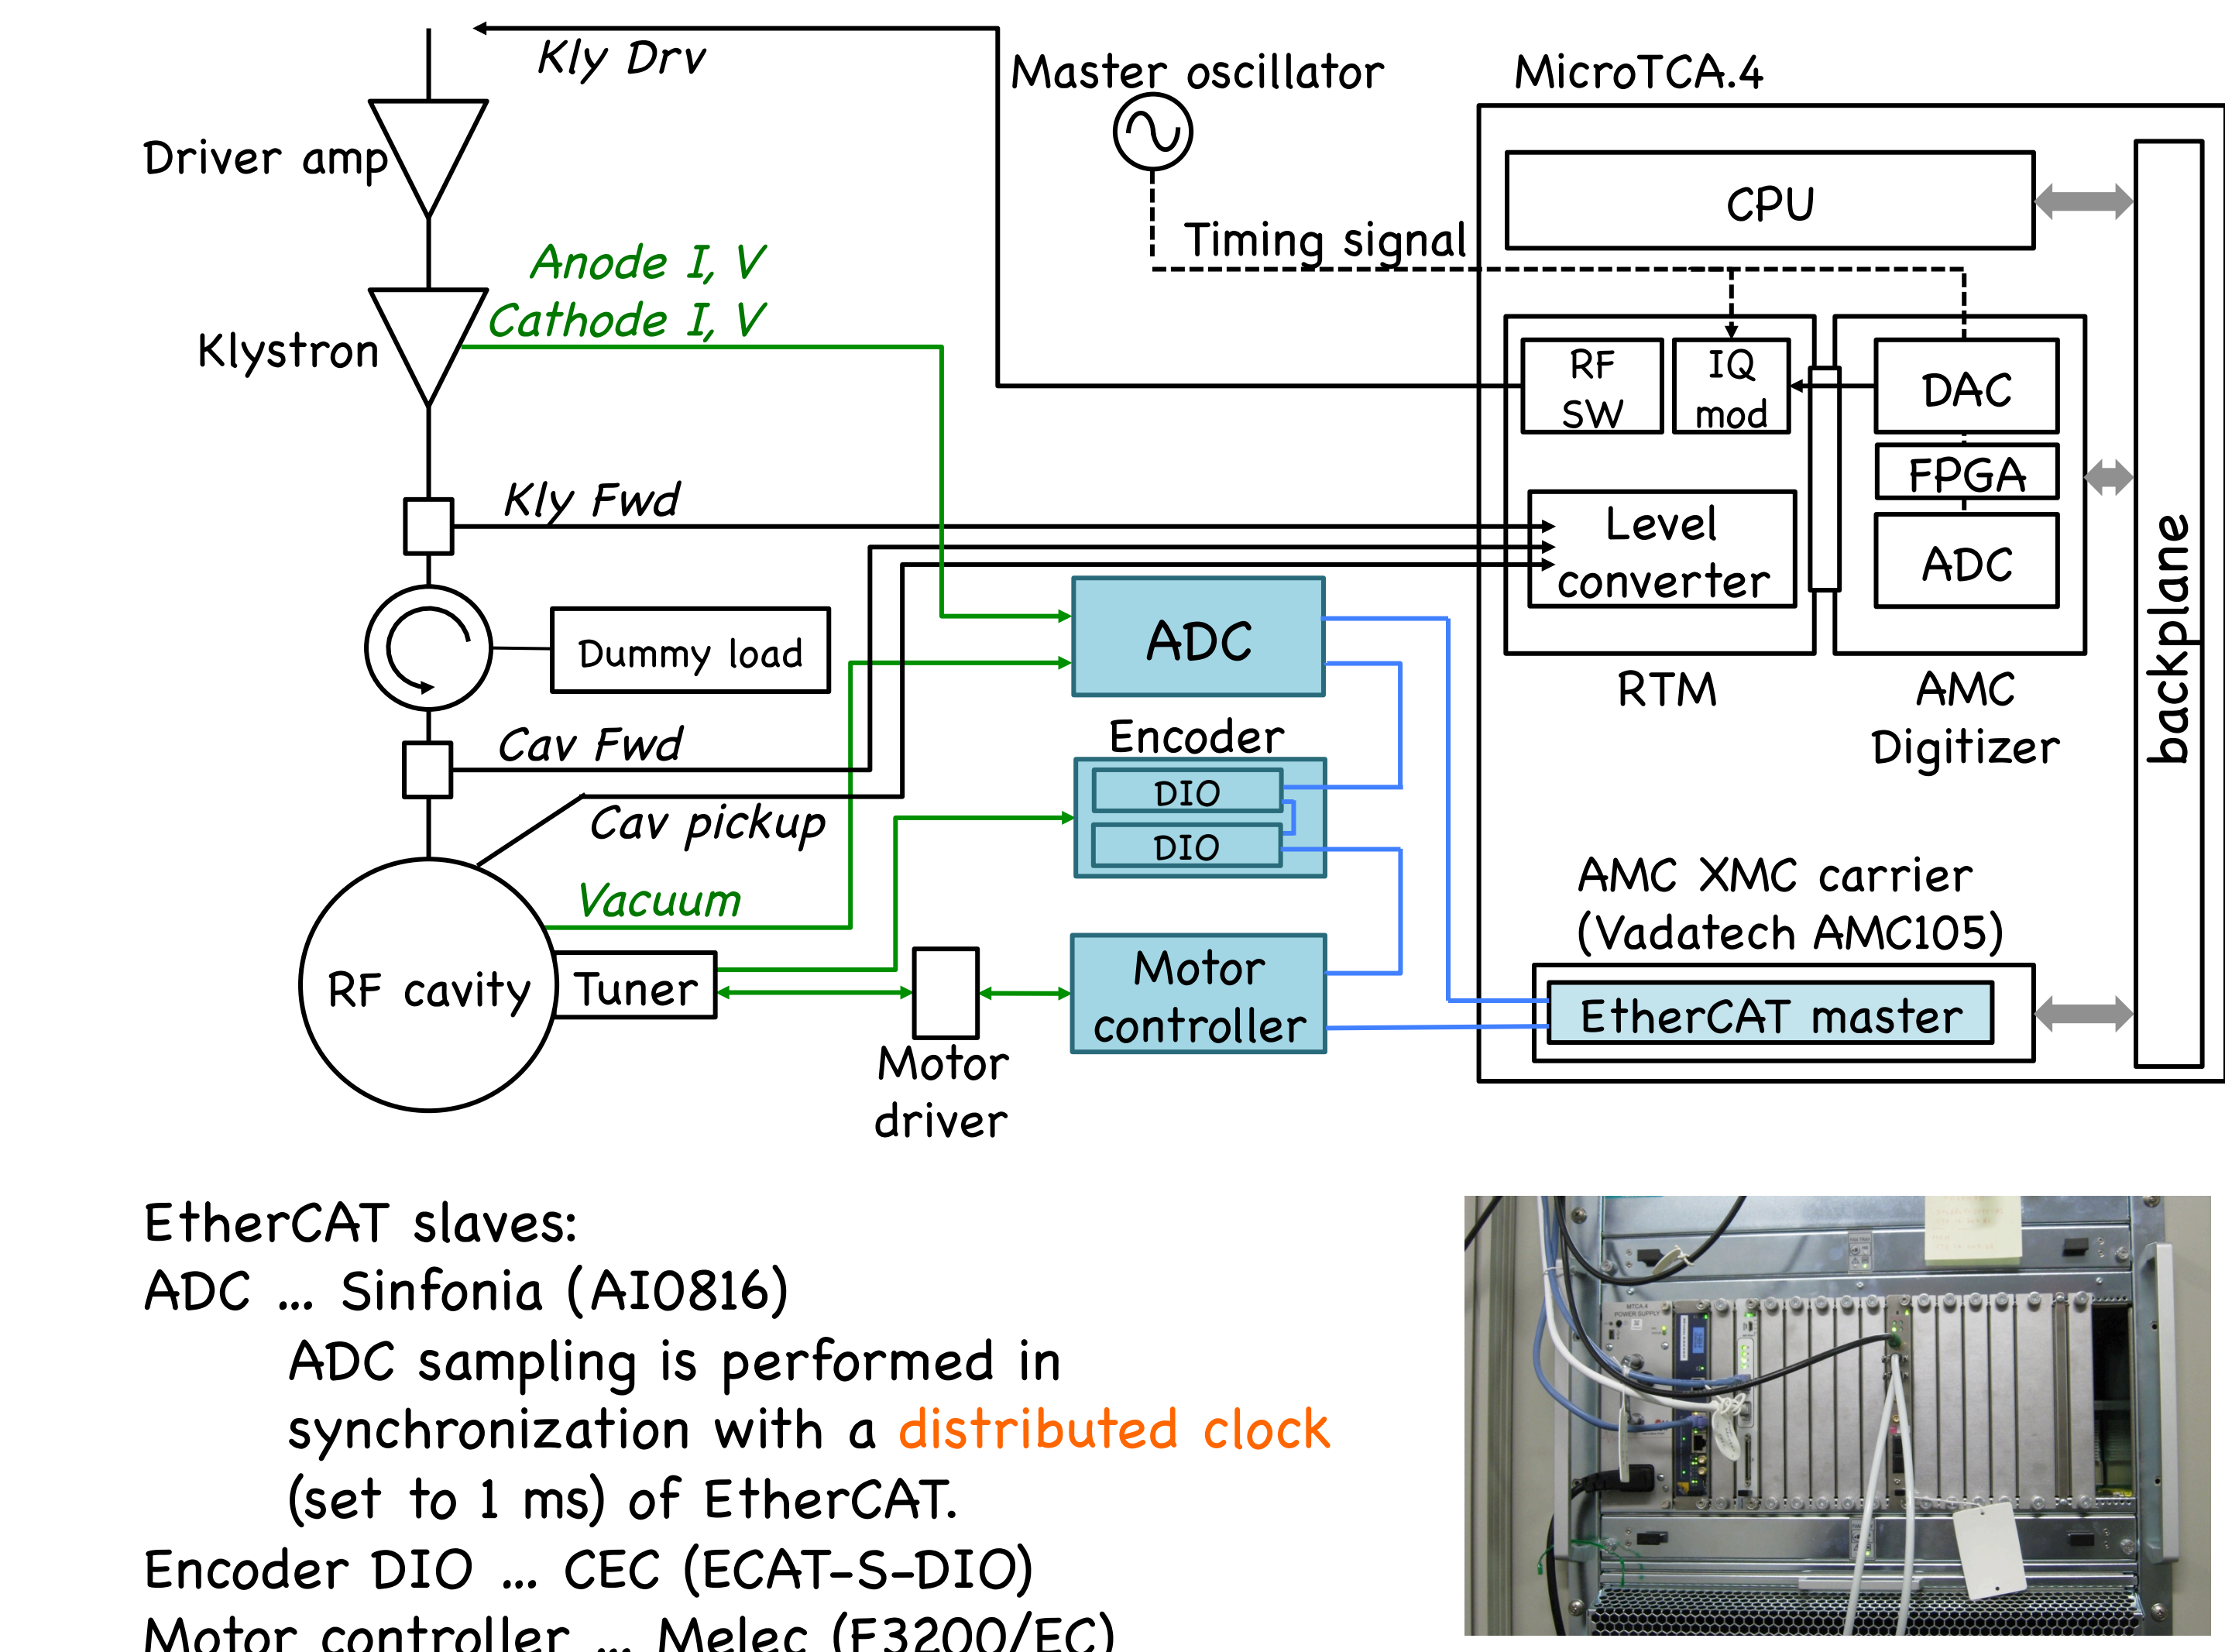 Kly Drv
Master oscillator
MicroTCA.4
Driver amp
CPU
Timing signal
Anode I, V
Cathode I, V
Klystron
RF
SW
IQ
mod
DAC
FPGA
ADC
Kly Fwd
Level
converter
backplane
Dummy load
ADC
RTM
AMC
Digitizer
Cav Fwd
Encoder
DIO
DIO
Cav pickup
Vacuum
AMC XMC carrier
(Vadatech AMC105)
RF cavity
Tuner
Motor
controller
EtherCAT master
Motor
driver
EtherCAT slaves:
ADC ... Sinfonia (AI0816)
ADC sampling is performed in
synchronization with a distributed clock
(set to 1 ms) of EtherCAT.
Encoder DIO ... CEC (ECAT-S-DIO)
Motor controller ... Melec (F3200/EC)
MTCA.4
POWER SUPPLY